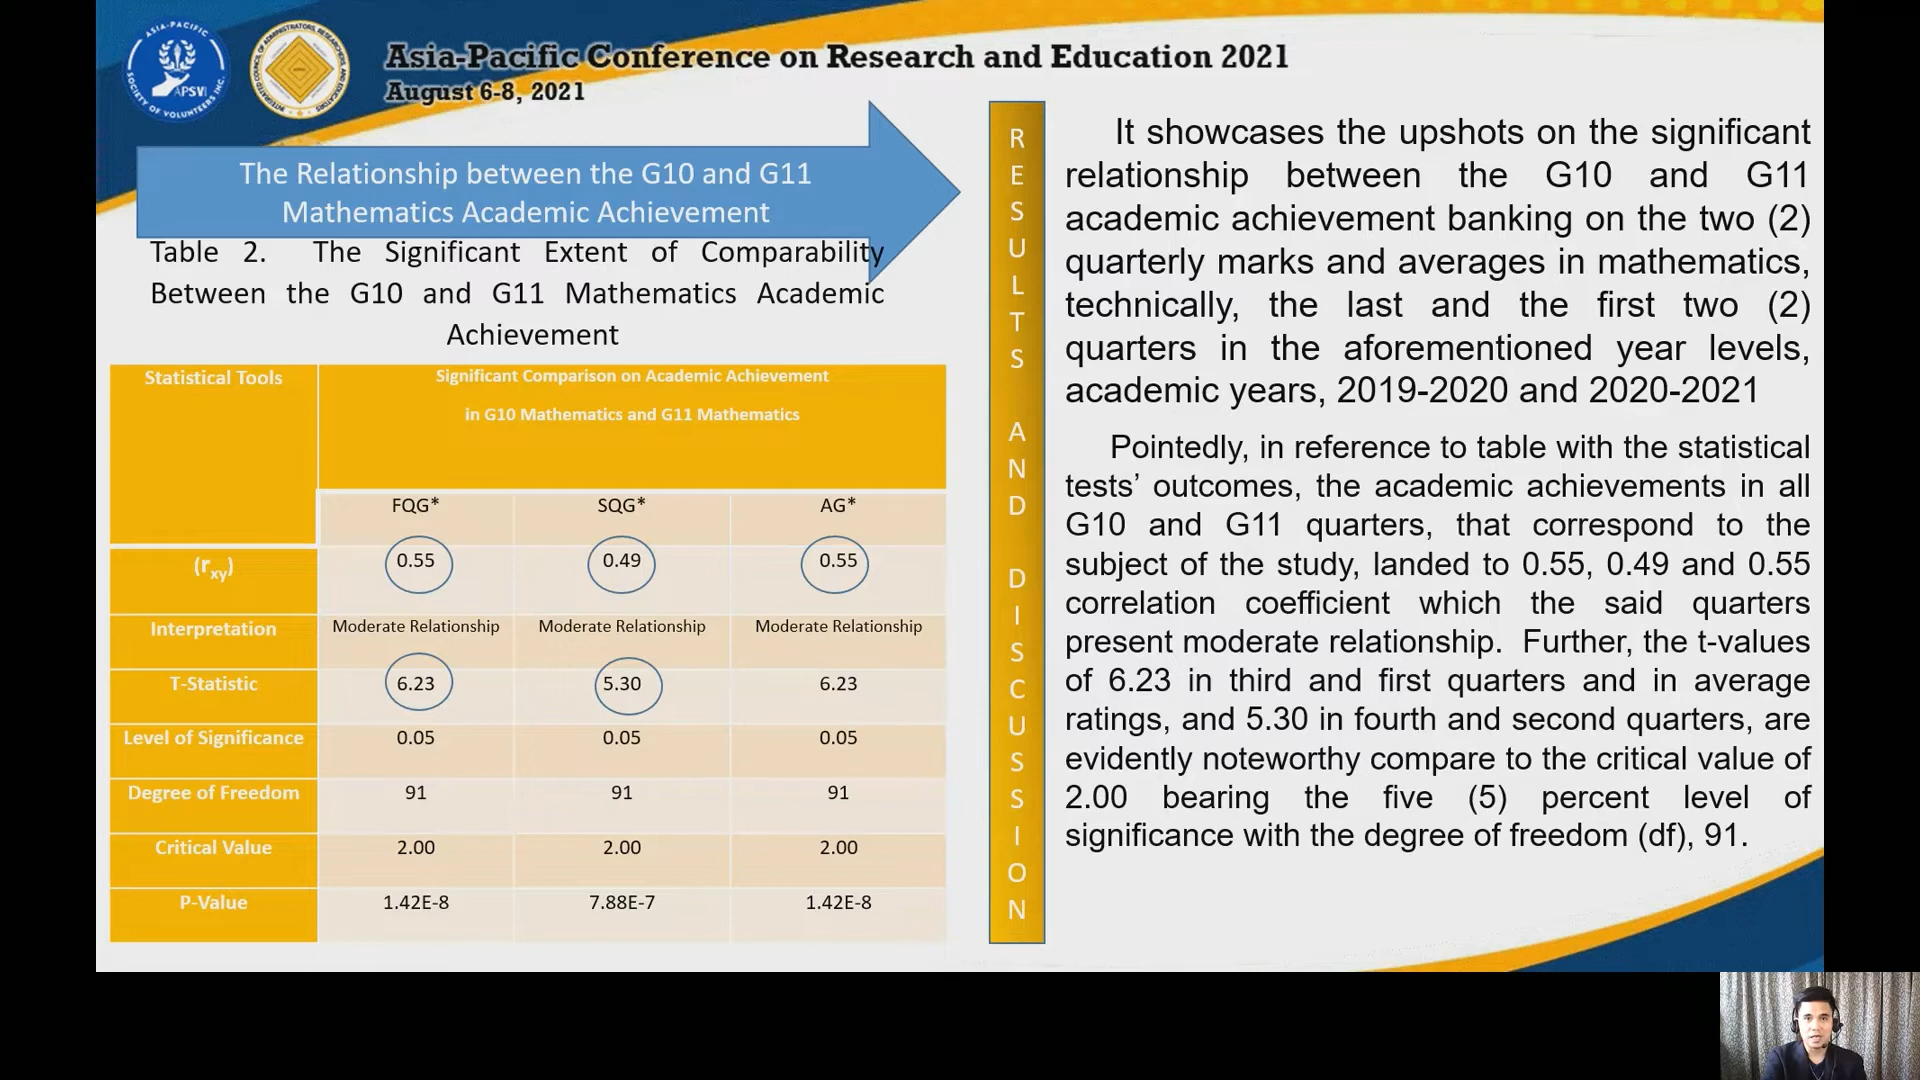 ASIA-PACIFIC
APSVI
SOCIETY OF VOLUNTEERS INC.
Asia-Pacific Conference on Research and Education 2021
August 6-8, 2021
The Relationship between the G10 and G11
Mathematics Academic Achievement
Table 2. The Significant Extent of Comparability
Between the G10 and G11 Mathematics Academic
Achievement
Statistical Tools
Significant Comparison on Academic Achievement
in G10 Mathematics and G11 Mathematics
FQG* SQG* AG*
(rxy) 0.55 0.49 0.55
Interpretation Moderate Relationship Moderate Relationship Moderate Relationship
T-Statistic 6.23 5.30 6.23
Level of Significance 0.05 0.05 0.05
Degree of Freedom 91 91 91
Critical Value 2.00 2.00 2.00
P-Value 1.42E-8 7.88E-7 1.42E-8
RESULTS AND DISCUSSION
It showcases the upshots on the significant
relationship between the G10 and G11
academic achievement banking on the two (2)
quarterly marks and averages in mathematics,
technically, the last and the first two (2)
quarters in the aforementioned year levels,
academic years, 2019-2020 and 2020-2021
Pointedly, in reference to table with the statistical
tests’ outcomes, the academic achievements in all
G10 and G11 quarters, that correspond to the
subject of the study, landed to 0.55, 0.49 and 0.55
correlation coefficient which the said quarters
present moderate relationship. Further, the t-values
of 6.23 in third and first quarters and in average
ratings, and 5.30 in fourth and second quarters, are
evidently noteworthy compare to the critical value of
2.00 bearing the five (5) percent level of
significance with the degree of freedom (df), 91.